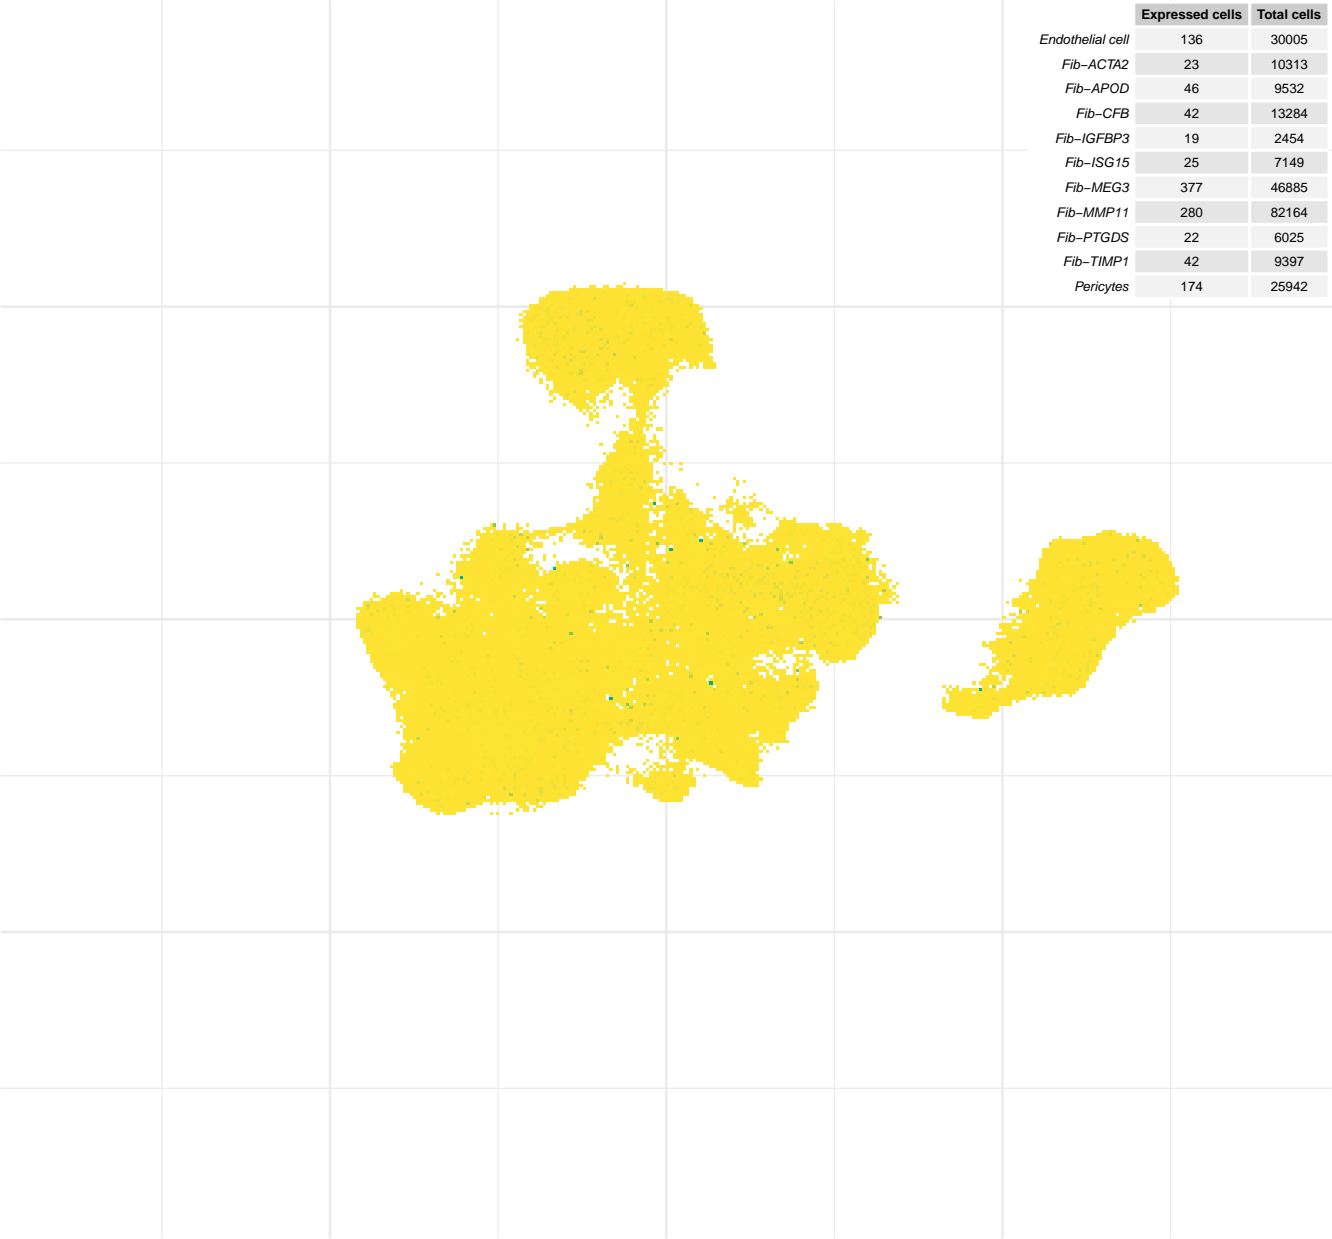 Expressed cells Total cells
Endothelial cell 136 30005
Fib−ACTA2 23 10313
Fib−APOD 46 9532
Fib−CFB 42 13284
Fib−IGFBP3 19 2454
Fib−ISG15 25 7149
Fib−MEG3 377 46885
Fib−MMP11 280 82164
Fib−PTGDS 22 6025
Fib−TIMP1 42 9397
Pericytes 174 25942